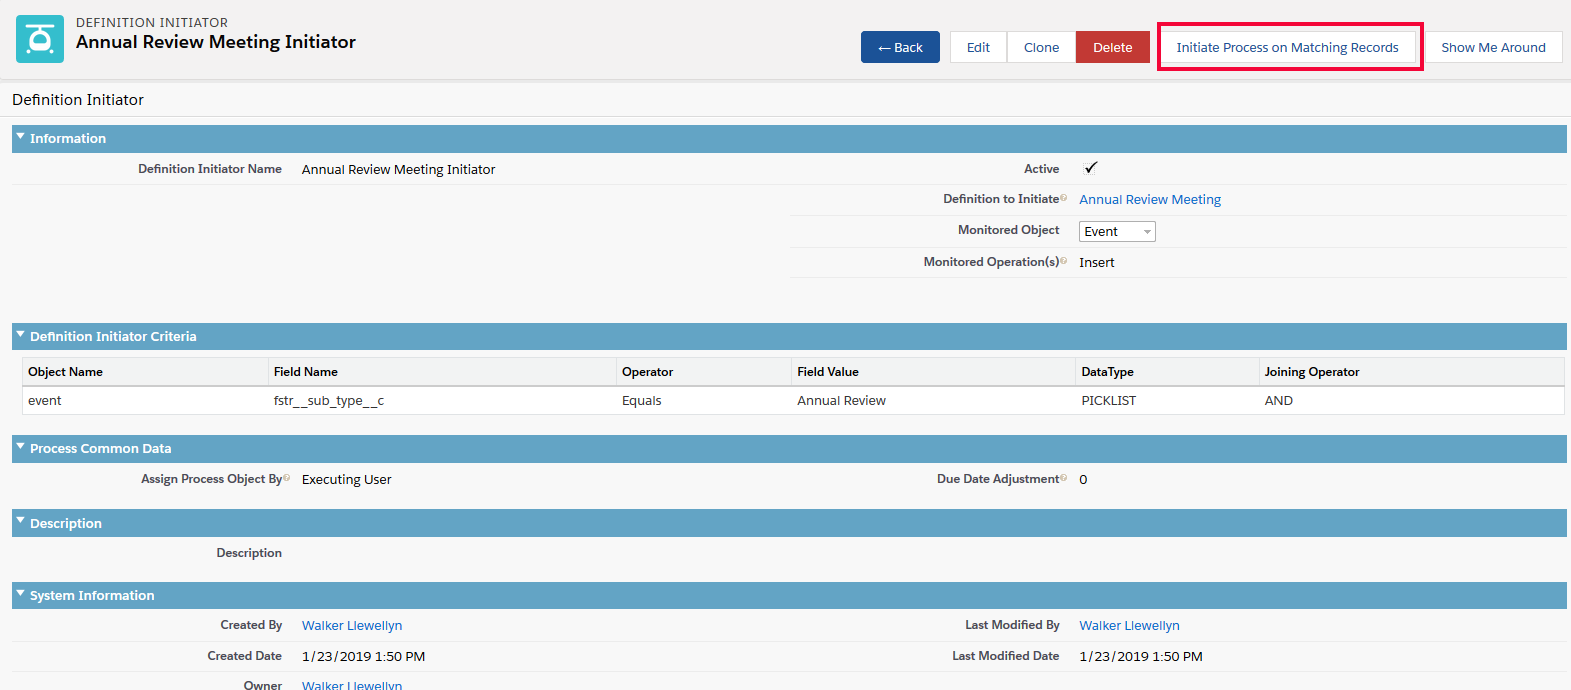 DEFINITION INITIATOR
Annual Review Meeting Initiator
← Back Edit Clone Delete Initiate Process on Matching Records Show Me Around
Definition Initiator
Information
Definition Initiator Name Annual Review Meeting Initiator Active
Definition to Initiate Annual Review Meeting
Monitored Object Event
Monitored Operation(s) Insert
Definition Initiator Criteria
Object Name Field Name Operator Field Value DataType Joining Operator
event fstr__sub_type__c Equals Annual Review PICKLIST AND
Process Common Data
Assign Process Object By Executing User Due Date Adjustment 0
Description
Description
System Information
Created By Walker Llewellyn Last Modified By Walker Llewellyn
Created Date 1/23/2019 1:50 PM Last Modified Date 1/23/2019 1:50 PM
Owner Walker Llewellyn